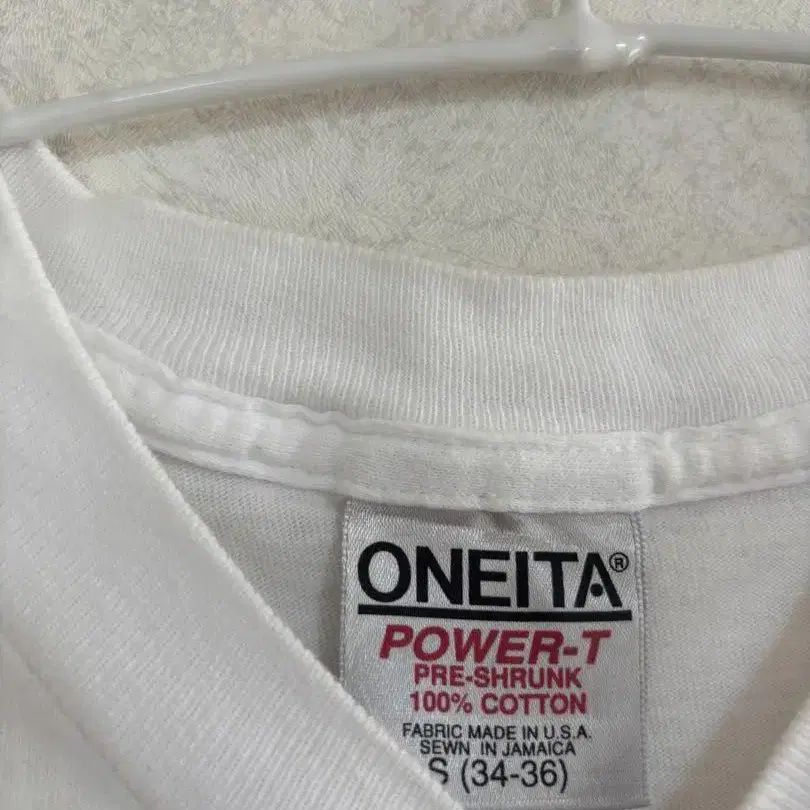 ONEITA®
POWER-T
PRE-SHRUNK
100% COTTON
FABRIC MADE IN U.S.A.
SEWN IN JAMAICA
S (34-36)